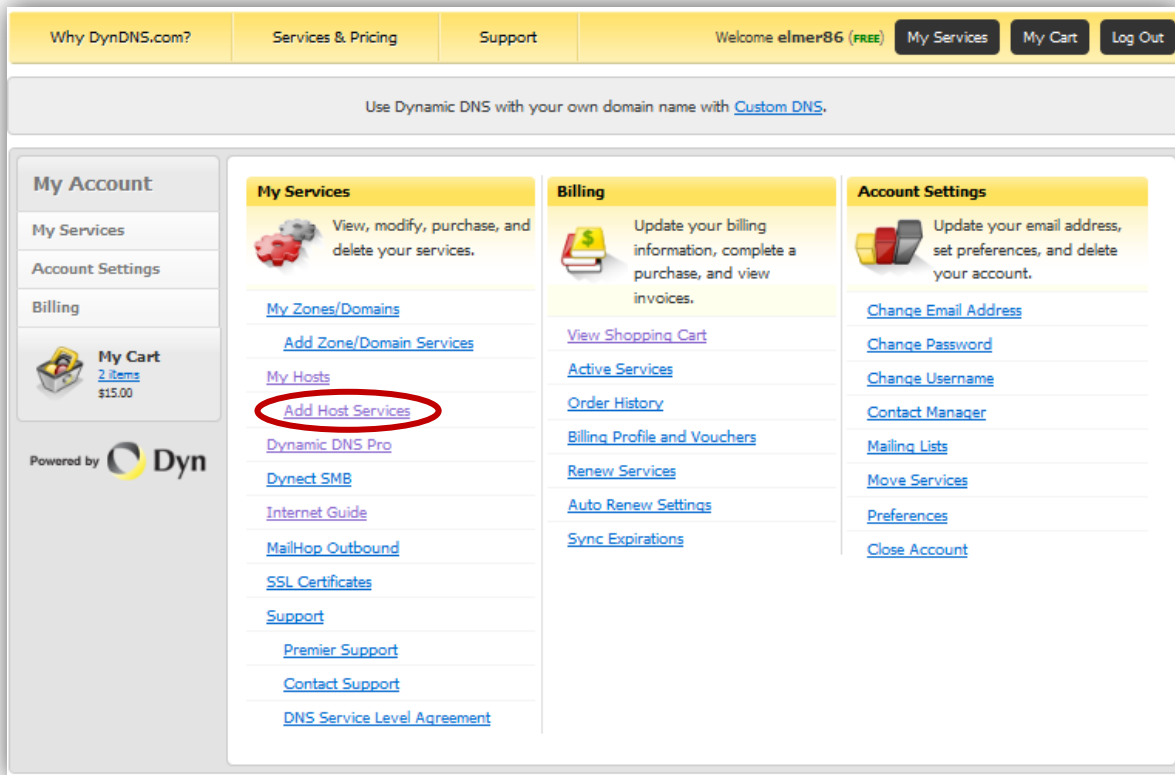 Why DynDNS.com?
Services & Pricing
Support
Welcome elmer86 (FREE)
My Services
My Cart
Log Out
Use Dynamic DNS with your own domain name with Custom DNS.
My Account
My Services
Account Settings
Billing
My Cart
2 items
$15.00
Powered by Dyn
My Services
View, modify, purchase, and
delete your services.
My Zones/Domains
Add Zone/Domain Services
My Hosts
Add Host Services
Dynamic DNS Pro
Dynect SMB
Internet Guide
MailHop Outbound
SSL Certificates
Support
Premier Support
Contact Support
DNS Service Level Agreement
Billing
Update your billing
information, complete a
purchase, and view
invoices.
View Shopping Cart
Active Services
Order History
Billing Profile and Vouchers
Renew Services
Auto Renew Settings
Sync Expirations
Account Settings
Update your email address,
set preferences, and delete
your account.
Change Email Address
Change Password
Change Username
Contact Manager
Mailing Lists
Move Services
Preferences
Close Account